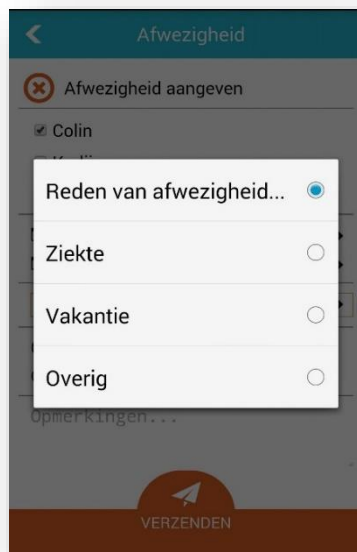 Afwezigheid
Afwezigheid aangeven
Colin
Reden van afwezigheid...
Ziekte
Vakantie
Overig
Opmerkingen...
VERZENDEN